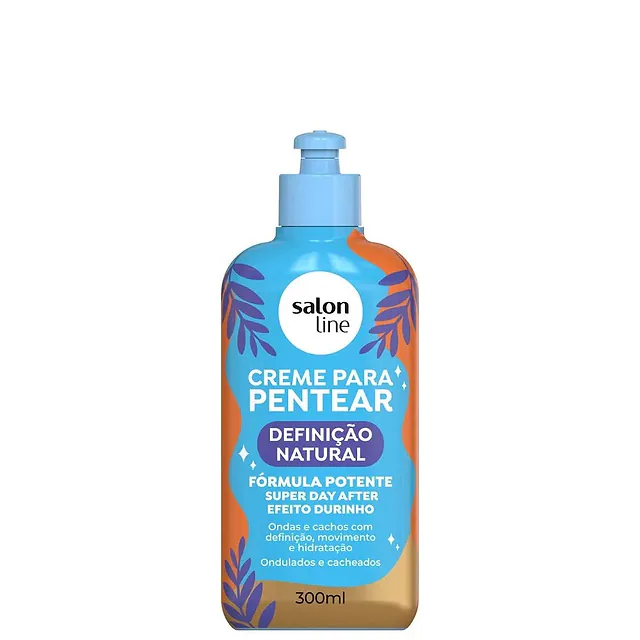 salon
line
CREME PARA
PENTEAR
DEFINIÇÃO
NATURAL
FÓRMULA POTENTE
SUPER DAY AFTER
EFEITO DURINHO
Ondas e cachos com
definição, movimento
e hidratação
Ondulados e cacheados
300ml